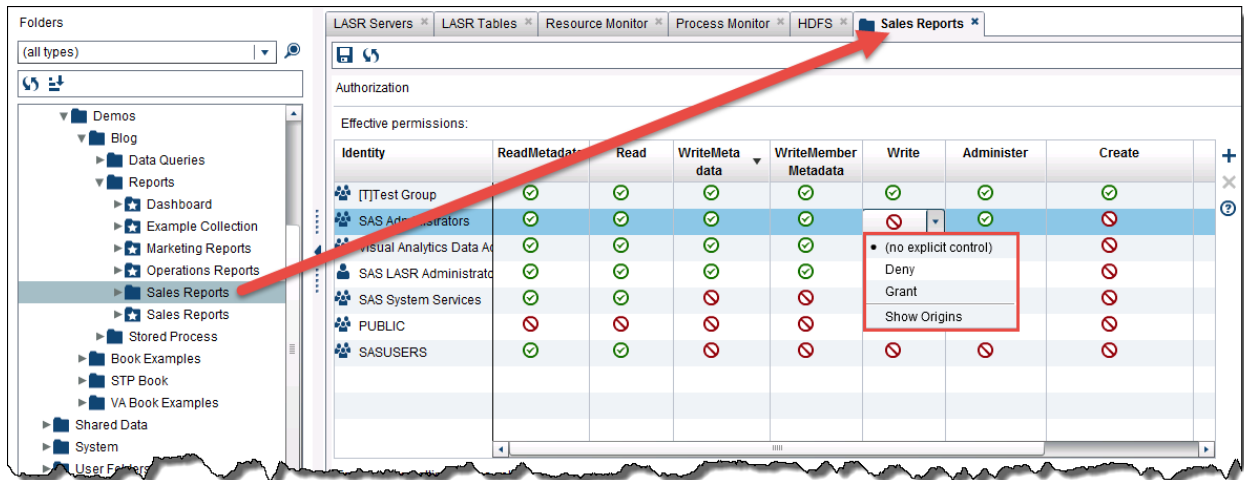 Folders
(all types)
Demos
Blog
Data Queries
Reports
Dashboard
Example Collection
Marketing Reports
Operations Reports
Sales Reports
Sales Reports
Stored Process
Book Examples
STP Book
VA Book Examples
Shared Data
System
User Folders
LASR Servers LASR Tables Resource Monitor Process Monitor HDFS Sales Reports
Authorization
Effective permissions:
Identity ReadMetadata Read WriteMeta WriteMember Write Administer Create
data Metadata
[T]Test Group
SAS Administrators
Visual Analytics Data Ad
(no explicit control)
SAS LASR Administrato
Deny
SAS System Services
Grant
PUBLIC
Show Origins
SASUSERS